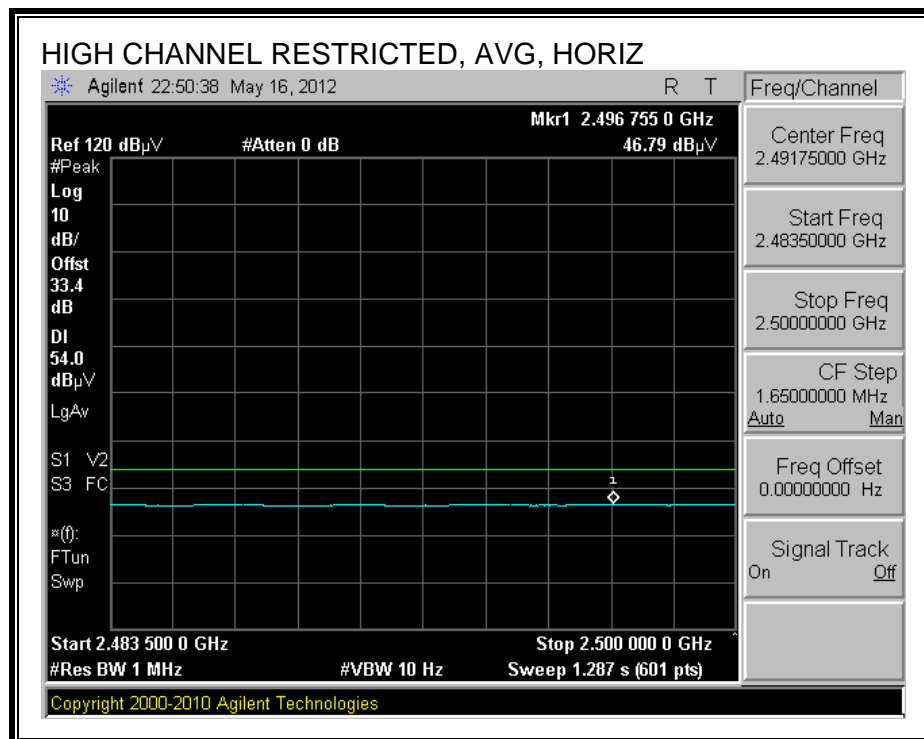 HIGH CHANNEL RESTRICTED, AVG, HORIZ
Agilent 22:50:38 May 16, 2012 R T
Freq/Channel
Mkr1 2.496 755 0 GHz
Ref 120 dBµV #Atten 0 dB 46.79 dBµV
#Peak
Log
10
dB/
Offst
33.4
dB
DI
54.0
dBµV
LgAv
S1 V2
S3 FC
¤(f):
FTun
Swp
1
Start 2.483 500 0 GHz Stop 2.500 000 0 GHz
#Res BW 1 MHz #VBW 10 Hz Sweep 1.287 s (601 pts)
Copyright 2000-2010 Agilent Technologies
Center Freq
2.49175000 GHz
Start Freq
2.48350000 GHz
Stop Freq
2.50000000 GHz
CF Step
1.65000000 MHz
Auto Man
Freq Offset
0.00000000 Hz
Signal Track
On Off